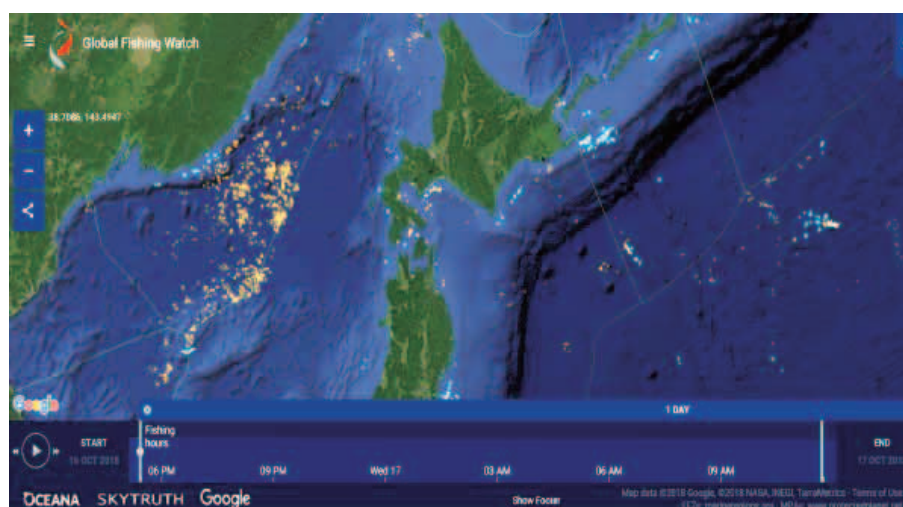 Global Fishing Watch
38.7086, 143.4947
+
−
Google
1 DAY
Fishing
hours
START
16 OCT 2018
06 PM
09 PM
Wed 17
03 AM
06 AM
09 AM
END
17 OCT 201
OCEANA
SKYTRUTH
Google
Show Footer
Map data ©2018 Google, ©2018 NASA, INEGI, TerraMetrics - Terms of Use